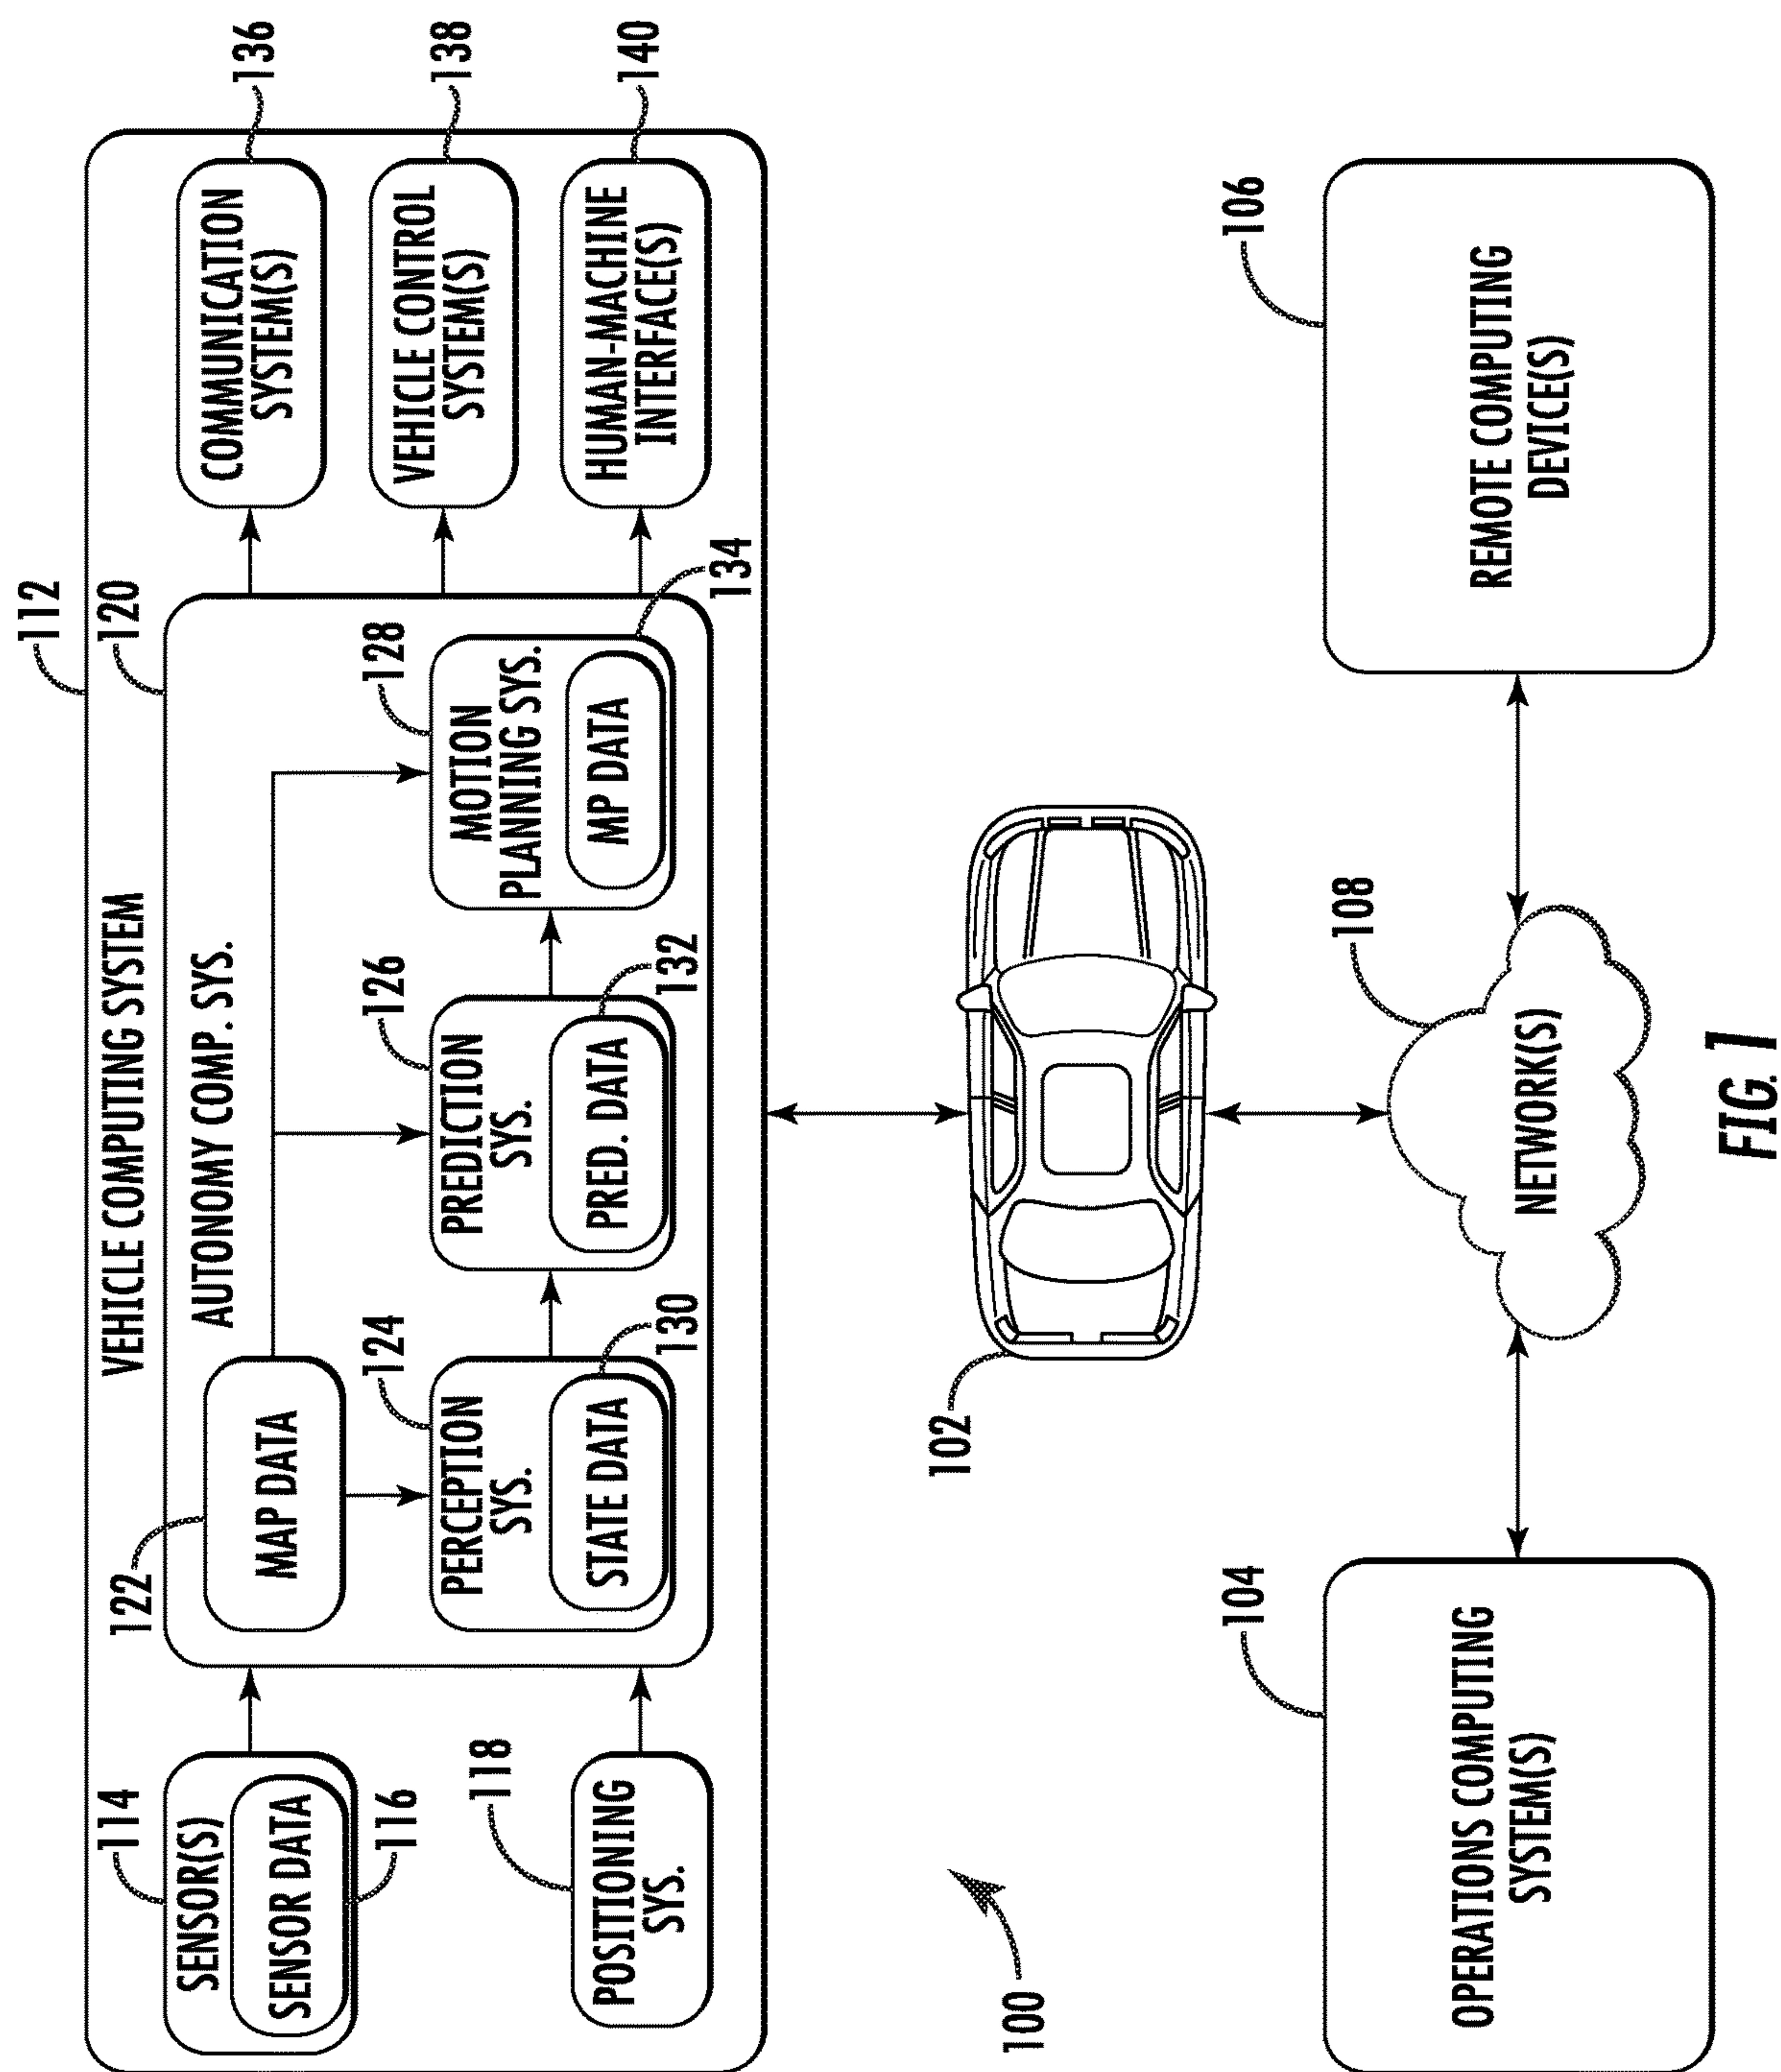 112
VEHICLE COMPUTING SYSTEM
120
114
SENSOR(S)
SENSOR DATA
116
118
POSITIONING
SYS.
AUTONOMY COMP. SYS.
122
MAP DATA
124
PERCEPTION
SYS.
STATE DATA
130
126
PREDICTION
SYS.
PRED. DATA
132
128
MOTION
PLANNING SYS.
MP DATA
134
COMMUNICATION
SYSTEM(S)
136
VEHICLE CONTROL
SYSTEM(S)
138
HUMAN-MACHINE
INTERFACE(S)
140
100
102
104
OPERATIONS COMPUTING
SYSTEM(S)
108
NETWORK(S)
106
REMOTE COMPUTING
DEVICE(S)
FIG. 1